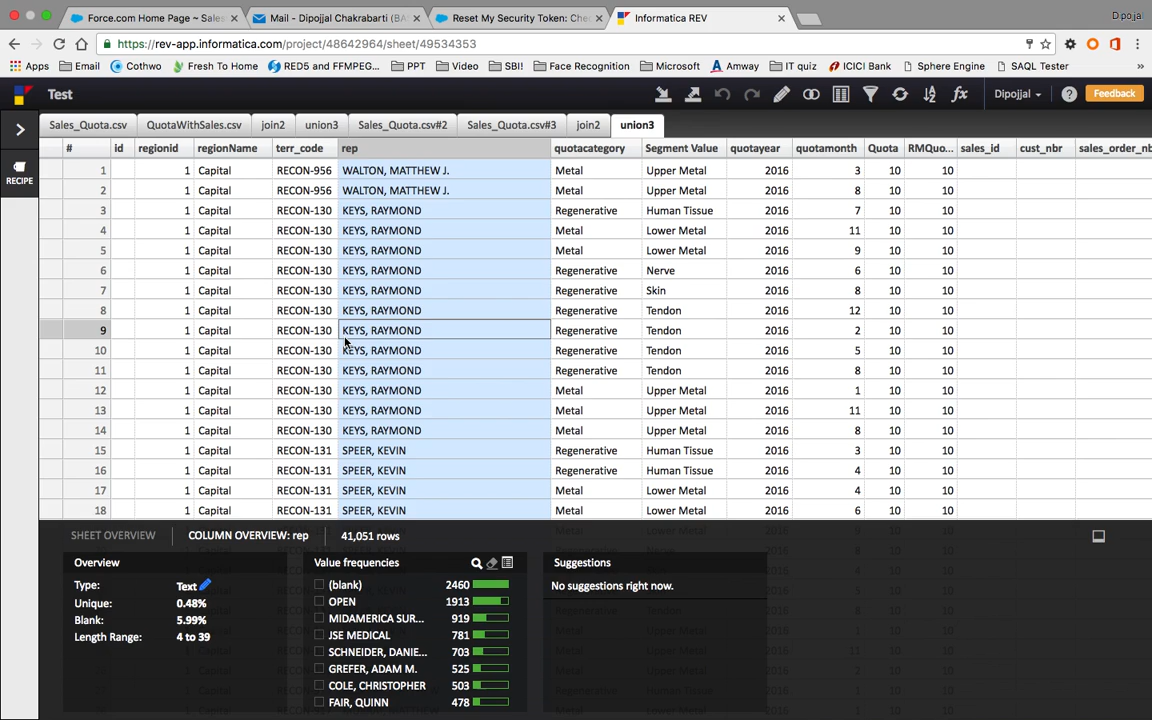 Force.com Home Page ~ Sales
Mail - Dipojjal Chakrabarti (BA
Reset My Security Token: Che
Informatica REV
Dipojjal
https://rev-app.informatica.com/project/48642964/sheet/49534353
Apps Email Cothwo Fresh To Home RED5 and FFMPEG... PPT Video SBI! Face Recognition Microsoft Amway IT quiz ICICI Bank Sphere Engine SAQL Tester »
Test
fx Dipojjal ? Feedback
Sales_Quota.csv QuotaWithSales.csv join2 union3 Sales_Quota.csv#2 Sales_Quota.csv#3 join2 union3
RECIPE
# id regionid regionName terr_code rep quotacategory Segment Value quotayear quotamonth Quota RMQuo... sales_id cust_nbr sales_order_nb
1 1 Capital RECON-956 WALTON, MATTHEW J. Metal Upper Metal 2016 3 10 10
2 1 Capital RECON-956 WALTON, MATTHEW J. Metal Upper Metal 2016 8 10 10
3 1 Capital RECON-130 KEYS, RAYMOND Regenerative Human Tissue 2016 7 10 10
4 1 Capital RECON-130 KEYS, RAYMOND Metal Lower Metal 2016 11 10 10
5 1 Capital RECON-130 KEYS, RAYMOND Metal Lower Metal 2016 9 10 10
6 1 Capital RECON-130 KEYS, RAYMOND Regenerative Nerve 2016 6 10 10
7 1 Capital RECON-130 KEYS, RAYMOND Regenerative Skin 2016 8 10 10
8 1 Capital RECON-130 KEYS, RAYMOND Regenerative Tendon 2016 12 10 10
9 1 Capital RECON-130 KEYS, RAYMOND Regenerative Tendon 2016 2 10 10
10 1 Capital RECON-130 KEYS, RAYMOND Regenerative Tendon 2016 5 10 10
11 1 Capital RECON-130 KEYS, RAYMOND Regenerative Tendon 2016 8 10 10
12 1 Capital RECON-130 KEYS, RAYMOND Metal Upper Metal 2016 1 10 10
13 1 Capital RECON-130 KEYS, RAYMOND Metal Upper Metal 2016 11 10 10
14 1 Capital RECON-130 KEYS, RAYMOND Metal Upper Metal 2016 8 10 10
15 1 Capital RECON-131 SPEER, KEVIN Regenerative Human Tissue 2016 3 10 10
16 1 Capital RECON-131 SPEER, KEVIN Regenerative Human Tissue 2016 4 10 10
17 1 Capital RECON-131 SPEER, KEVIN Metal Lower Metal 2016 4 10 10
18 1 Capital RECON-131 SPEER, KEVIN Metal Lower Metal 2016 6 10 10
SHEET OVERVIEW COLUMN OVERVIEW: rep 41,051 rows
Overview
Type: Text
Unique: 0.48%
Blank: 5.99%
Length Range: 4 to 39
Value frequencies
(blank) 2460
OPEN 1913
MIDAMERICA SUR... 919
JSE MEDICAL 781
SCHNEIDER, DANIE... 703
GREFER, ADAM M. 525
COLE, CHRISTOPHER 503
FAIR, QUINN 478
Suggestions
No suggestions right now.